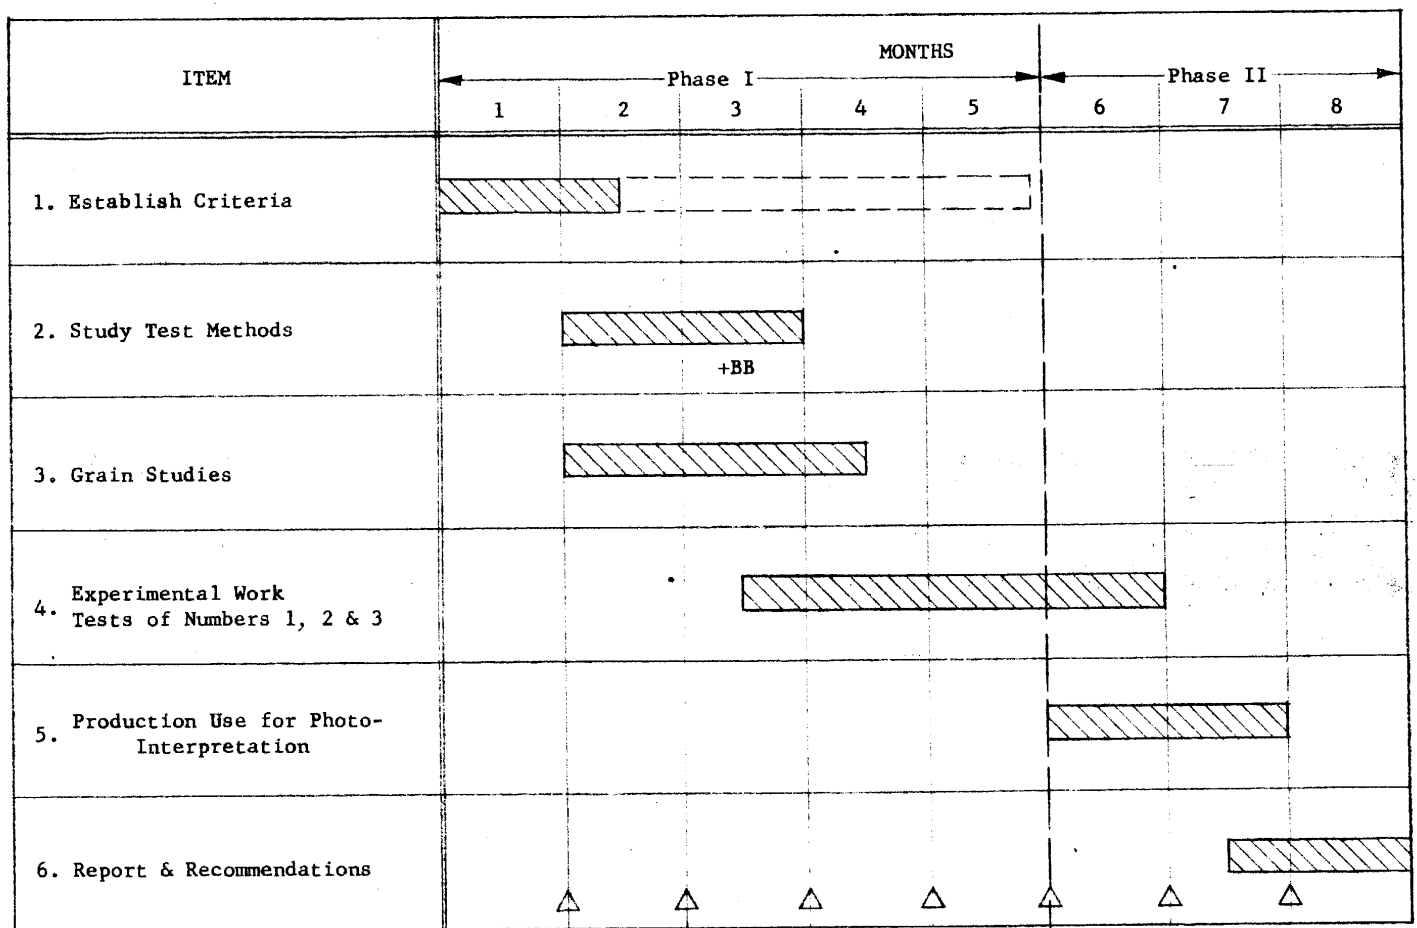 MONTHS
ITEM
Phase I
Phase II
1 2 3 4 5 6 7 8
1. Establish Criteria
2. Study Test Methods
+BB
3. Grain Studies
4. Experimental Work
Tests of Numbers 1, 2 & 3
5. Production Use for Photo-
Interpretation
6. Report & Recommendations